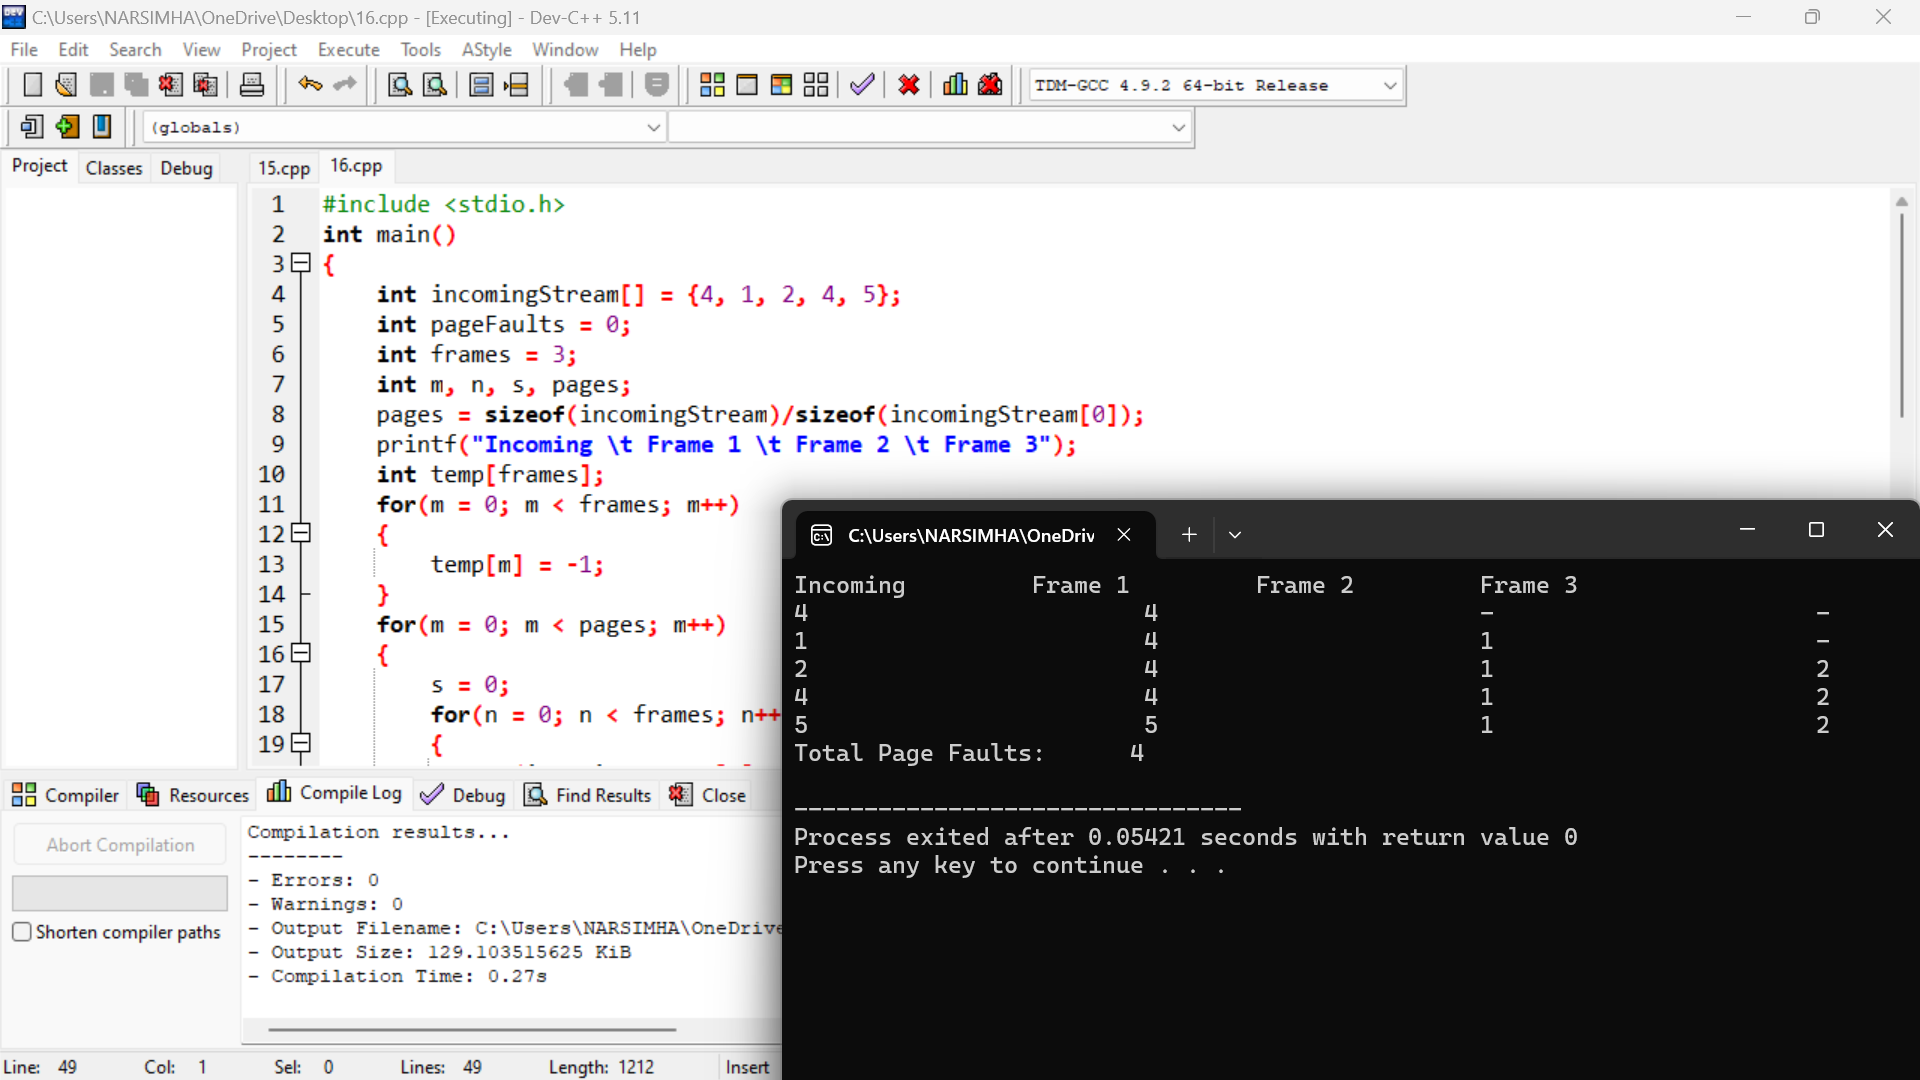 C:\Users\NARSIMHA\OneDrive\Desktop\16.cpp - [Executing] - Dev-C++ 5.11
File Edit Search View Project Execute Tools AStyle Window Help
TDM-GCC 4.9.2 64-bit Release
(globals)
Project Classes Debug 15.cpp 16.cpp
1 #include <stdio.h>
2 int main()
3 {
4 int incomingStream[] = {4, 1, 2, 4, 5};
5 int pageFaults = 0;
6 int frames = 3;
7 int m, n, s, pages;
8 pages = sizeof(incomingStream)/sizeof(incomingStream[0]);
9 printf("Incoming \t Frame 1 \t Frame 2 \t Frame 3");
10 int temp[frames];
11 for(m = 0; m < frames; m++)
12 {
13 temp[m] = -1;
14 }
15 for(m = 0; m < pages; m++)
16 {
17 s = 0;
18 for(n = 0; n < frames; n++
19 {
C:\Users\NARSIMHA\OneDriv
Incoming Frame 1 Frame 2 Frame 3
4 4 - -
1 4 1 -
2 4 1 2
4 4 1 2
5 5 1 2
Total Page Faults: 4
--------------------------------
Process exited after 0.05421 seconds with return value 0
Press any key to continue . . .
Compiler Resources Compile Log Debug Find Results Close
Abort Compilation
Shorten compiler paths
Compilation results...
--------
- Errors: 0
- Warnings: 0
- Output Filename: C:\Users\NARSIMHA\OneDrive
- Output Size: 129.103515625 KiB
- Compilation Time: 0.27s
Line: 49 Col: 1 Sel: 0 Lines: 49 Length: 1212 Insert